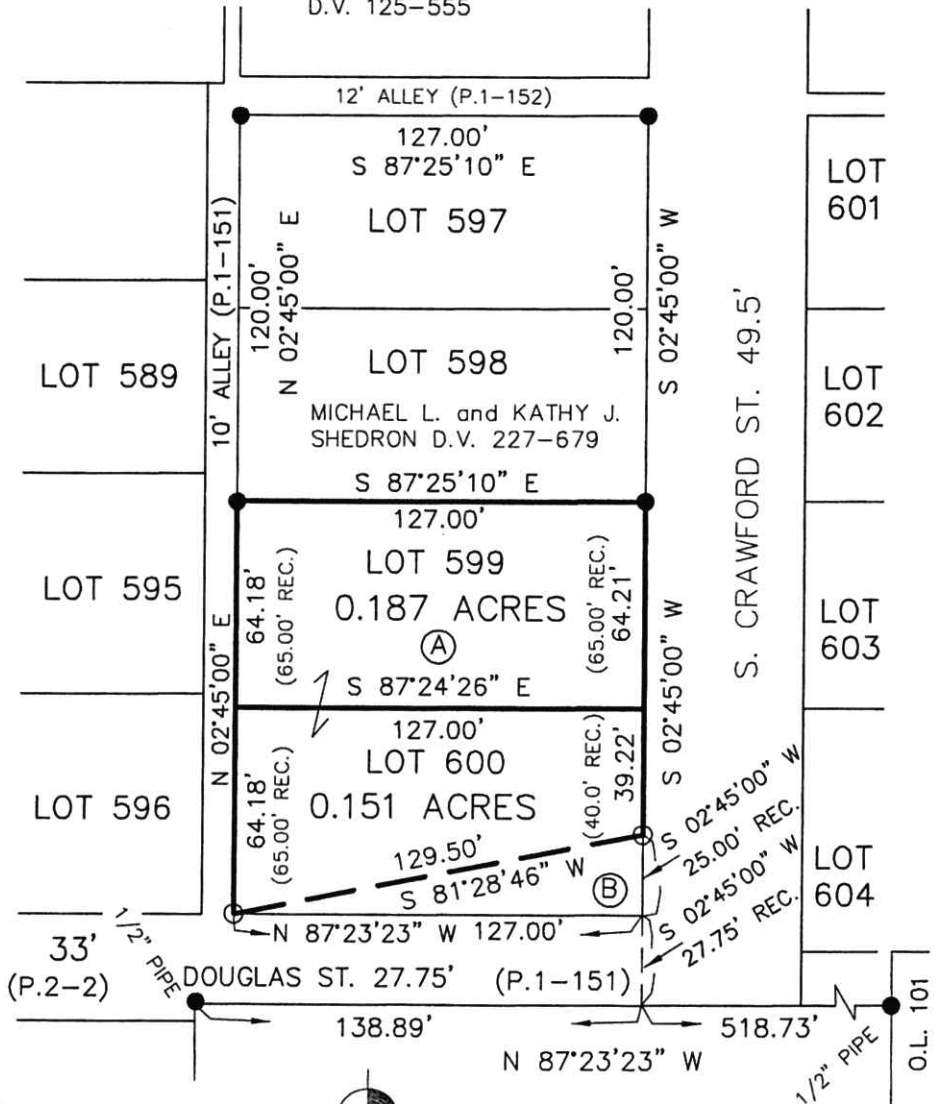 D.V. 125-555
12' ALLEY (P.1-152)
127.00'
S 87°25'10" E
LOT 597
10' ALLEY (P.1-151)
120.00'
N 02°45'00" E
120.00'
S 02°45'00" W
LOT
601
LOT 589
LOT 598
MICHAEL L. and KATHY J.
SHEDRON D.V. 227-679
S. CRAWFORD ST. 49.5'
LOT
602
S 87°25'10" E
127.00'
LOT 595
N 02°45'00" E
64.18'
(65.00' REC.)
LOT 599
0.187 ACRES
A
(65.00' REC.)
64.21'
S 02°45'00" W
LOT
603
S 87°24'26" E
127.00'
LOT 596
64.18'
(65.00' REC.)
LOT 600
0.151 ACRES
(40.0' REC.)
39.22'
129.50'
S 81°28'46" W
B
S 02°45'00" W
25.00' REC.
S 02°45'00" W
27.75' REC.
LOT
604
N 87°23'23" W 127.00'
33'
(P.2-2)
1/2" PIPE
DOUGLAS ST. 27.75' (P.1-151)
138.89'
518.73'
N 87°23'23" W
1/2" PIPE
O.L. 101